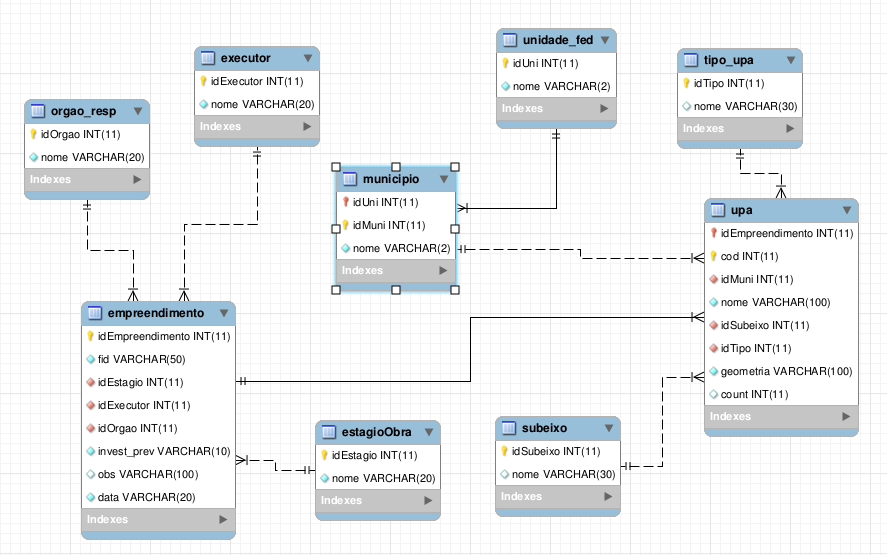 unidade_fed
idUni INT(11)
nome VARCHAR(2)
Indexes
executor
idExecutor INT(11)
nome VARCHAR(20)
Indexes
tipo_upa
idTipo INT(11)
nome VARCHAR(30)
Indexes
orgao_resp
idOrgao INT(11)
nome VARCHAR(20)
Indexes
municipio
idUni INT(11)
idMuni INT(11)
nome VARCHAR(2)
Indexes
upa
idEmpreendimento INT(11)
cod INT(11)
idMuni INT(11)
nome VARCHAR(100)
idSubeixo INT(11)
idTipo INT(11)
geometria VARCHAR(100)
count INT(11)
Indexes
empreendimento
idEmpreendimento INT(11)
fid VARCHAR(50)
idEstagio INT(11)
idExecutor INT(11)
idOrgao INT(11)
invest_prev VARCHAR(10)
obs VARCHAR(100)
data VARCHAR(20)
Indexes
estagioObra
idEstagio INT(11)
nome VARCHAR(20)
Indexes
subeixo
idSubeixo INT(11)
nome VARCHAR(30)
Indexes